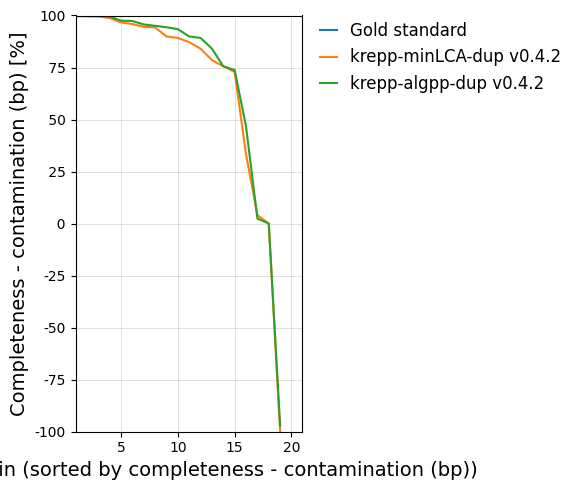 Gold standard
krepp-minLCA-dup v0.4.2
krepp-algpp-dup v0.4.2
Completeness - contamination (bp) [%]
100
75
50
25
0
-25
-50
-75
-100
5 10 15 20
in (sorted by completeness - contamination (bp))